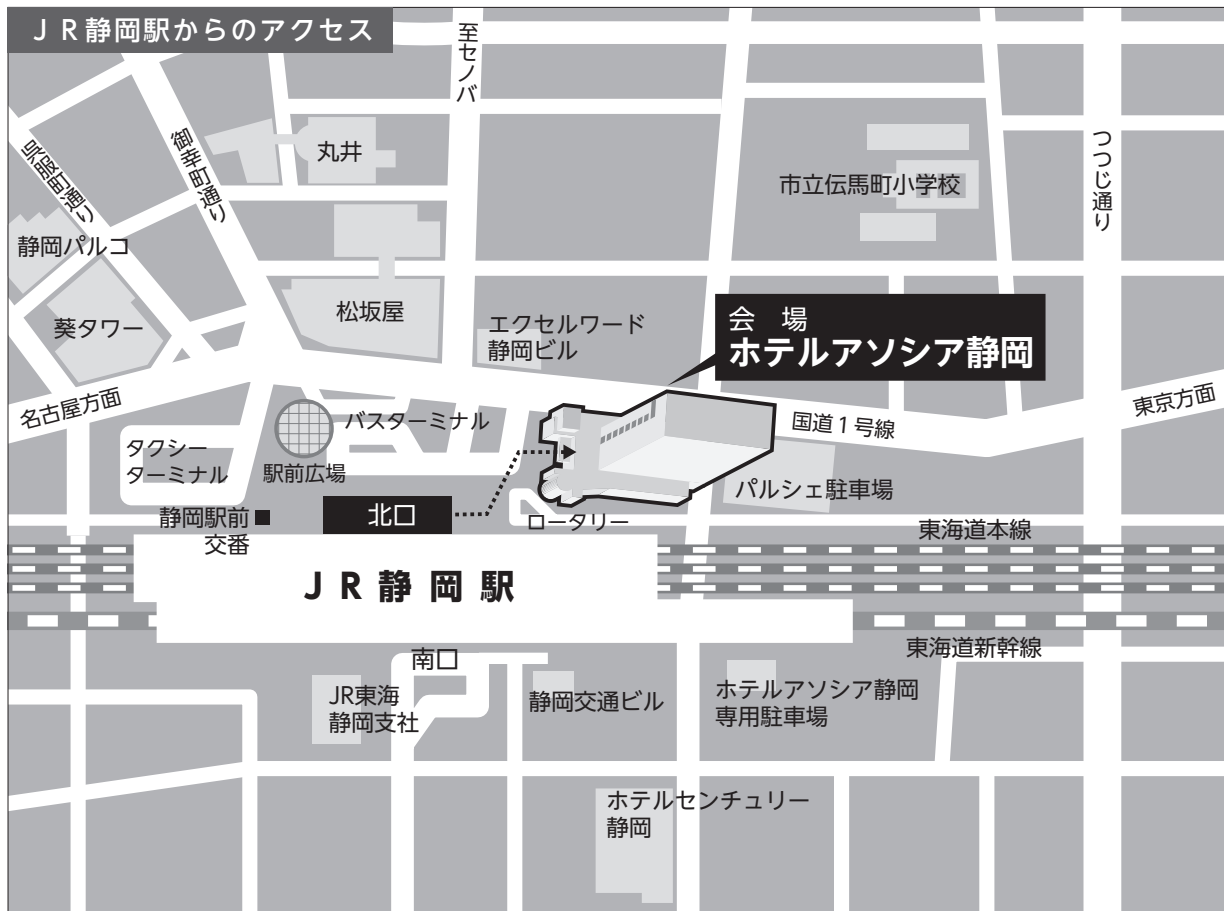 ＪＲ静岡駅からのアクセス
至セノバ
呉服町通り
御幸町通り
丸井
つつじ通り
市立伝馬町小学校
静岡パルコ
葵タワー
松坂屋
エクセルワード
静岡ビル
会　場
ホテルアソシア静岡
名古屋方面
東京方面
国道１号線
バスターミナル
タクシー
ターミナル
駅前広場
パルシェ駐車場
静岡駅前
交番
北口
ロータリー
東海道本線
ＪＲ静岡駅
東海道新幹線
南口
JR東海
静岡支社
静岡交通ビル
ホテルアソシア静岡
専用駐車場
ホテルセンチュリー
静岡